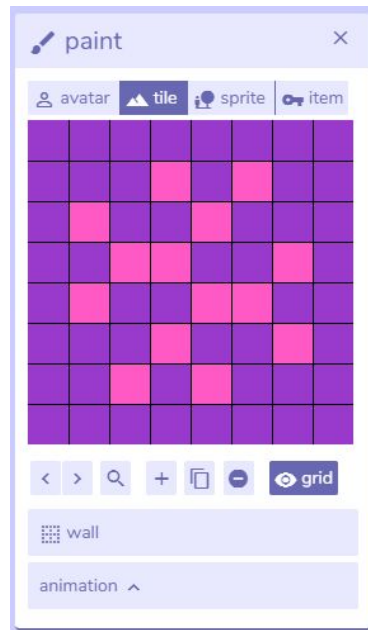 paint
avatar tile sprite item
grid
wall
animation